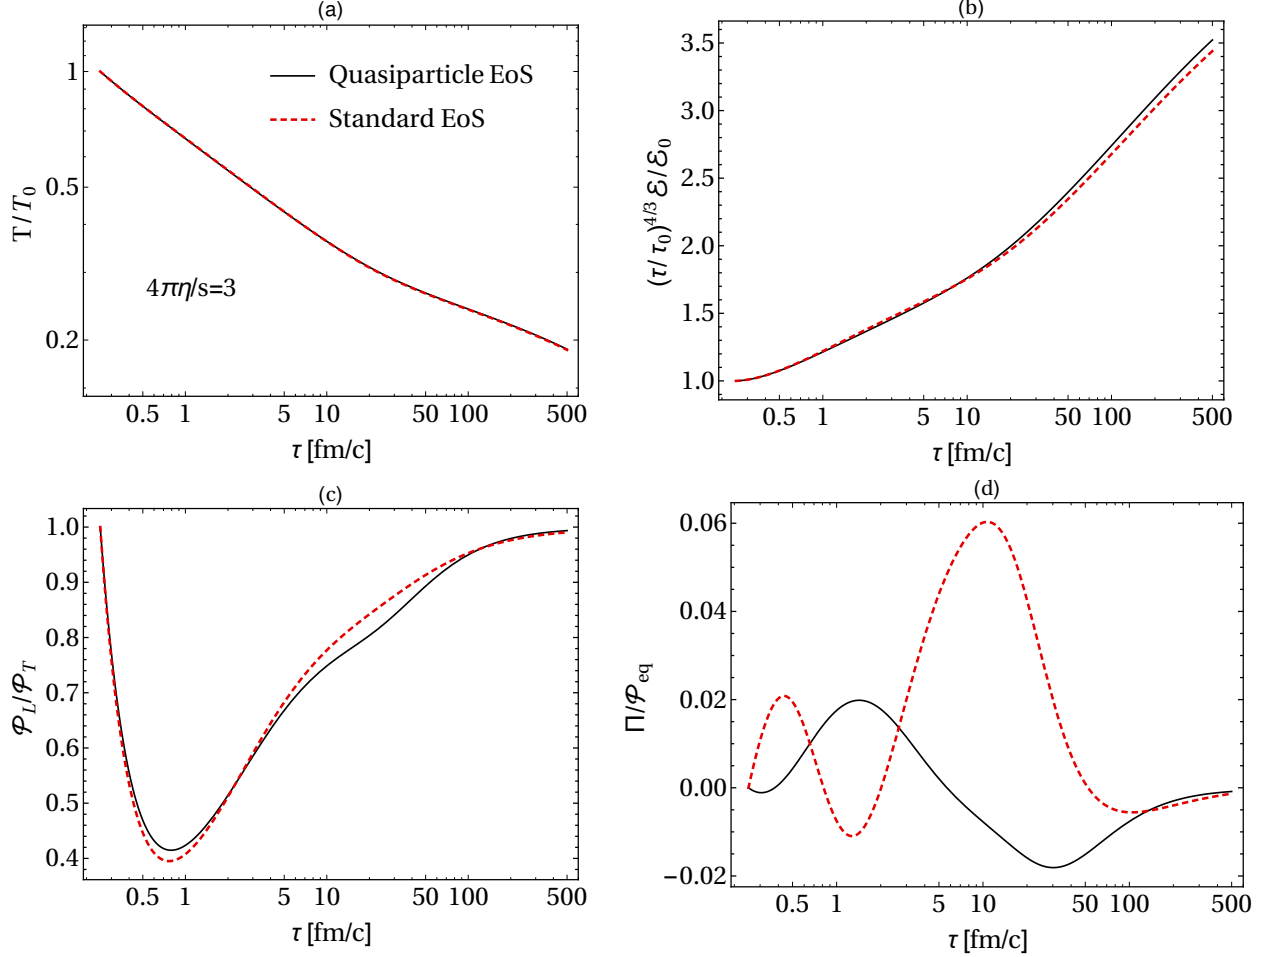 (a)
1
0.5
0.2
T/T0
Quasiparticle EoS
Standard EoS
4πη/s=3
0.5 1 5 10 50 100 500
τ [fm/c]
(b)
3.5
3.0
2.5
2.0
1.5
1.0
(τ/τ0)^4/3 ℰ/ℰ0
0.5 1 5 10 50 100 500
τ [fm/c]
(c)
1.0
0.9
0.8
0.7
0.6
0.5
0.4
𝒫L/𝒫T
0.5 1 5 10 50 100 500
τ [fm/c]
(d)
0.06
0.04
0.02
0.00
−0.02
Π/𝒫eq
0.5 1 5 10 50 100 500
τ [fm/c]